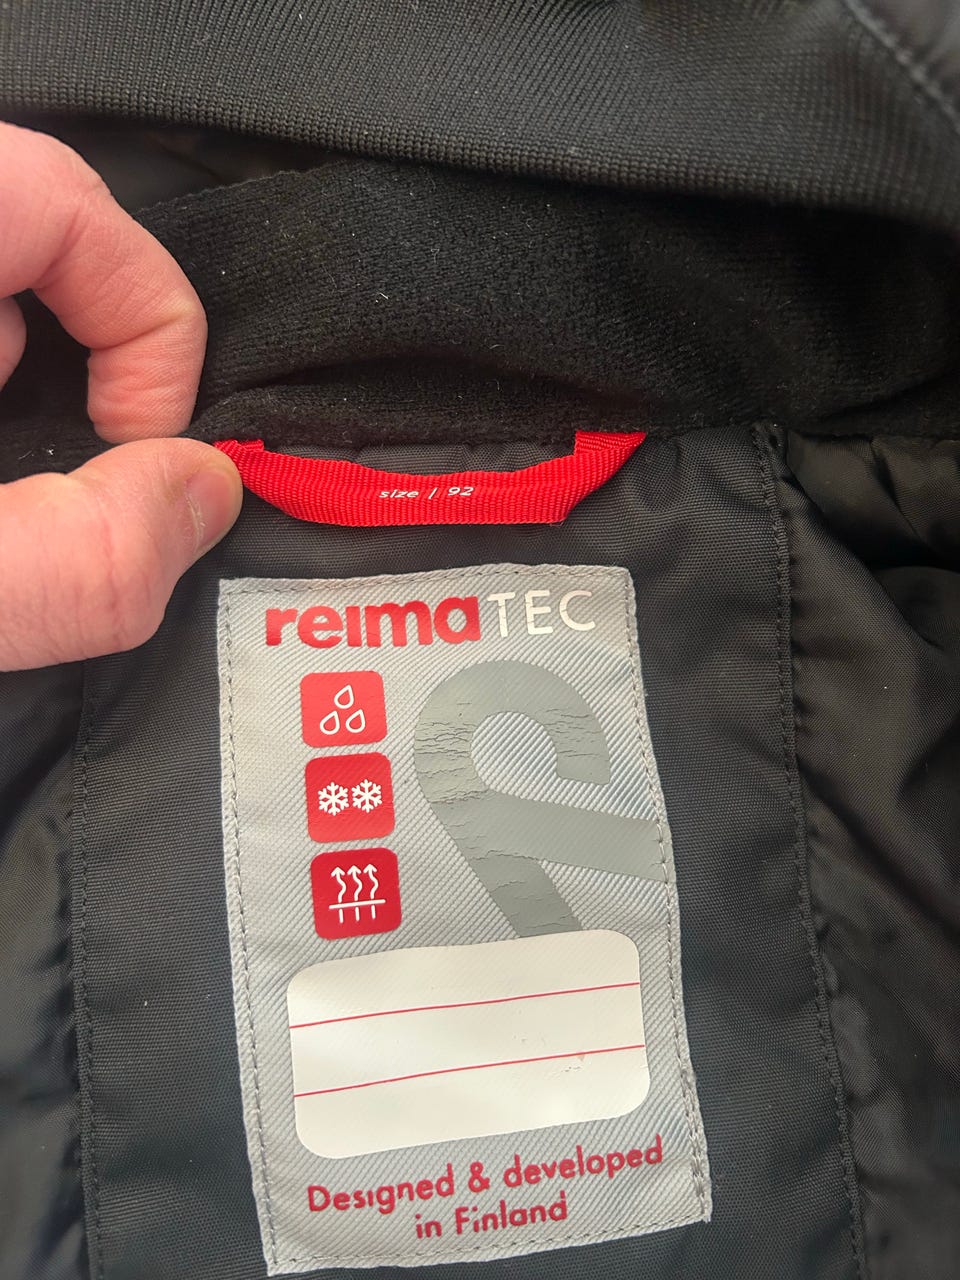 size / 92
reimaTEC
Designed & developed
in Finland